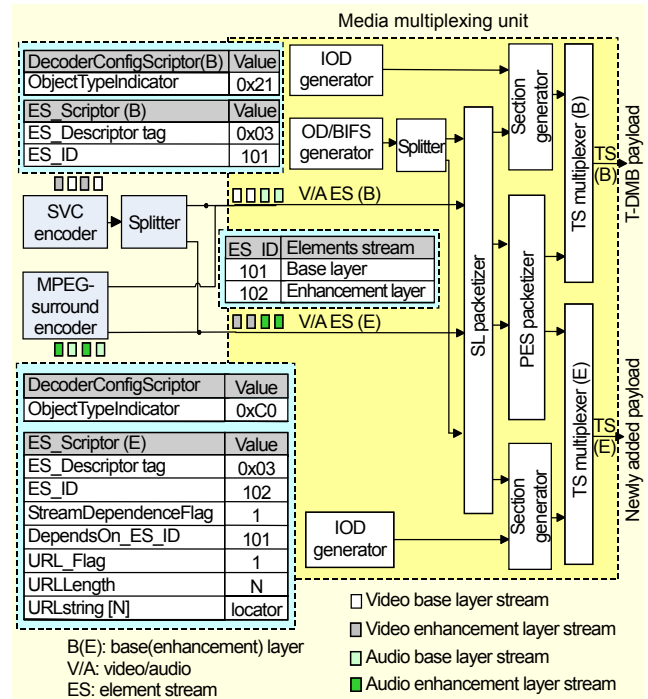 Media multiplexing unit
DecoderConfigScriptor(B) Value
ObjectTypeIndicator 0x21
ES_Scriptor (B) Value
ES_Descriptor tag 0x03
ES_ID 101
IOD generator
OD/BIFS generator
Splitter
Section generator
TS multiplexer (B)
TS (B)
T-DMB payload
SVC encoder
Splitter
V/A ES (B)
ES_ID Elements stream
101 Base layer
102 Enhancement layer
MPEG-surround encoder
V/A ES (E)
SL packetizer
PES packetizer
TS multiplexer (E)
TS (E)
Newly added payload
DecoderConfigScriptor Value
ObjectTypeIndicator 0xC0
ES_Scriptor (E) Value
ES_Descriptor tag 0x03
ES_ID 102
StreamDependenceFlag 1
DependsOn_ES_ID 101
URL_Flag 1
URLLength N
URLstring [N] locator
IOD generator
Section generator
B(E): base(enhancement) layer
V/A: video/audio
ES: element stream
Video base layer stream
Video enhancement layer stream
Audio base layer stream
Audio enhancement layer stream